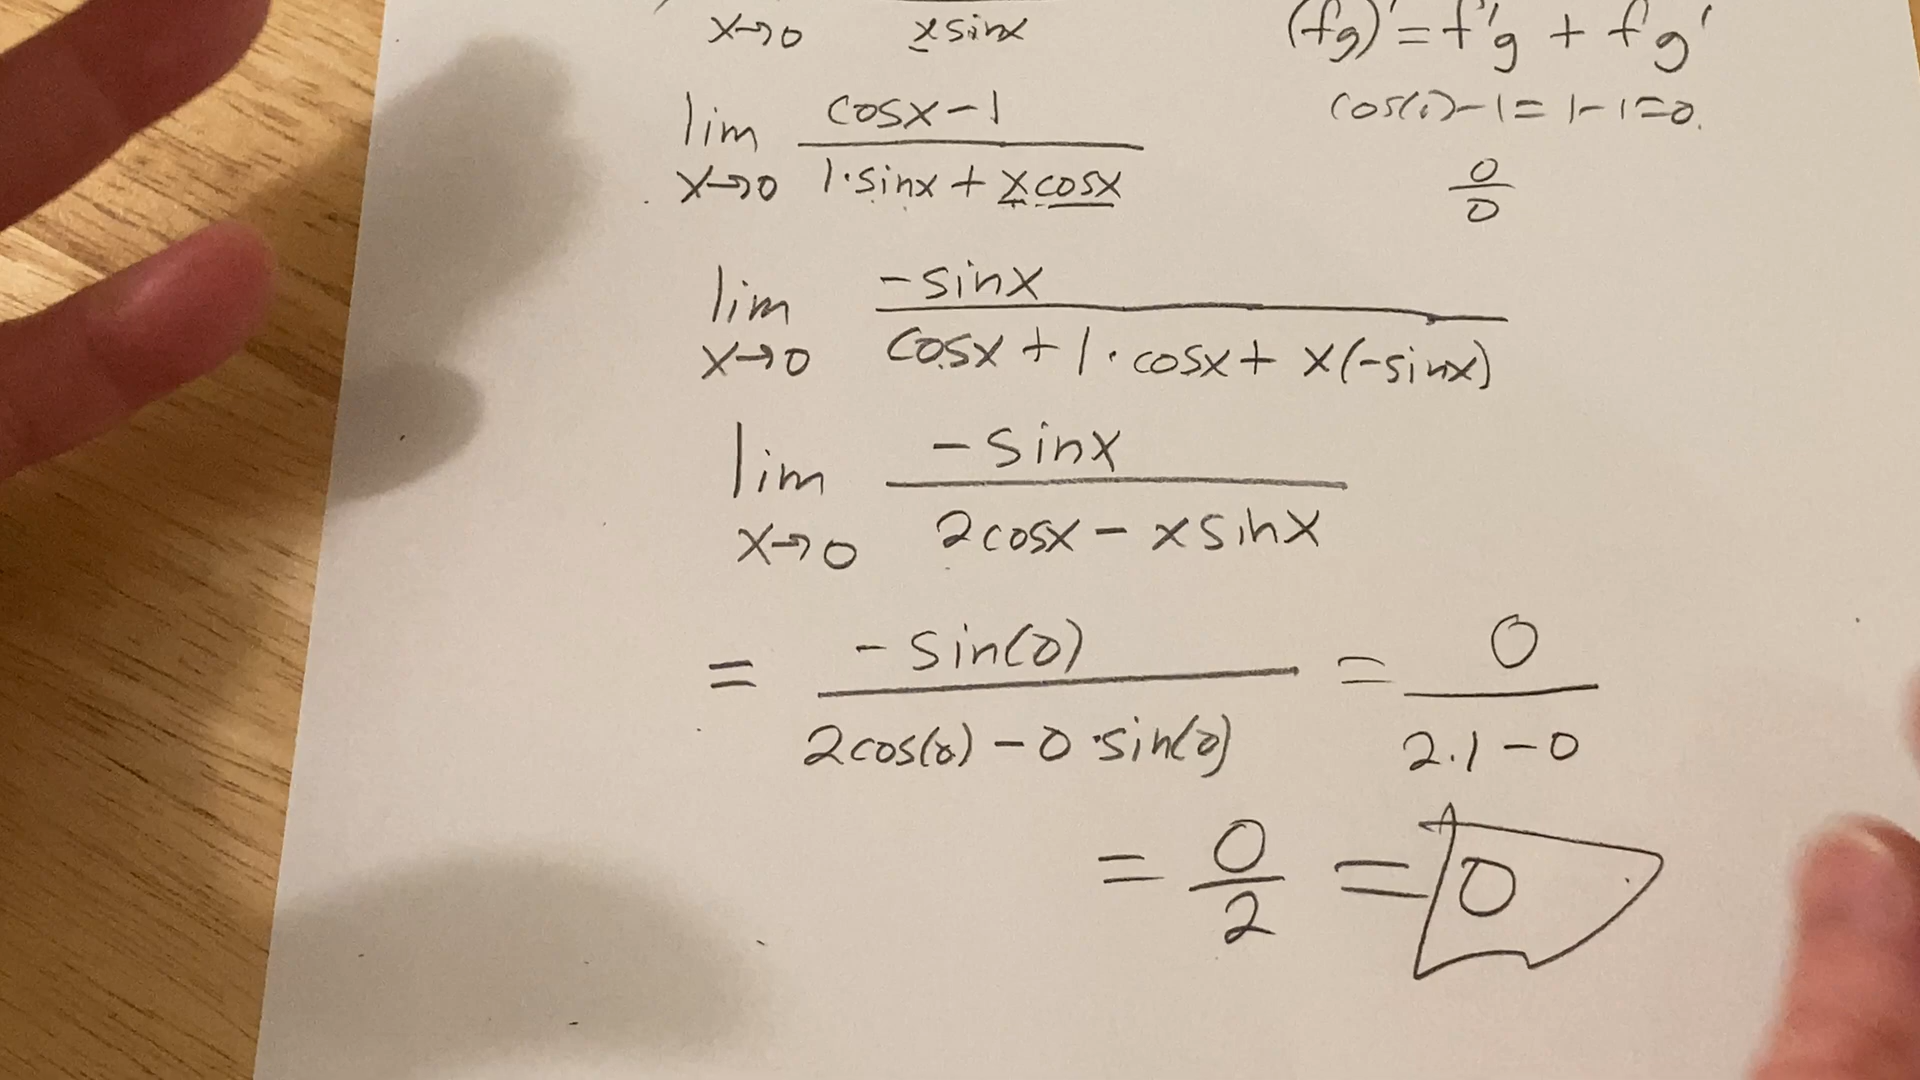 x→0 x sinx
(fg)' = f'g + fg'
lim cosx - 1
x→0 1·sinx + xcosx
cos(0)-1 = 1-1=0.
0
0
lim -sinx
x→0 cosx + 1·cosx + x(-sinx)
lim -sinx
x→0 2cosx - x sinx
= -sin(0) = 0
2cos(0) - 0·sin(0) 2·1-0
= 0 = 0
2